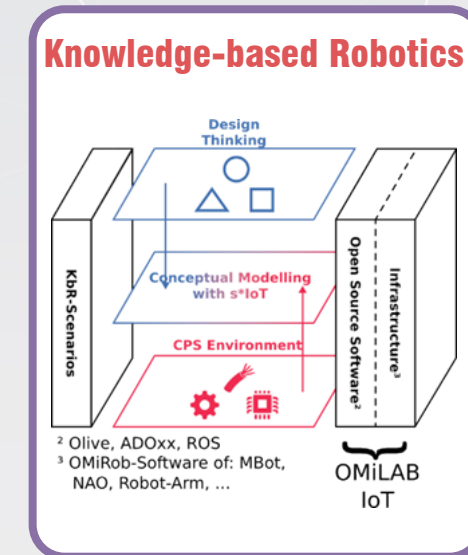 Knowledge-based Robotics
Design
Thinking
KbR-Scenarios
Conceptual Modelling
with s*IoT
CPS Environment
Open Source Software²
Infrastructure³
² Olive, ADOxx, ROS
³ OMiRob-Software of: MBot,
NAO, Robot-Arm, ...
OMiLAB
IoT